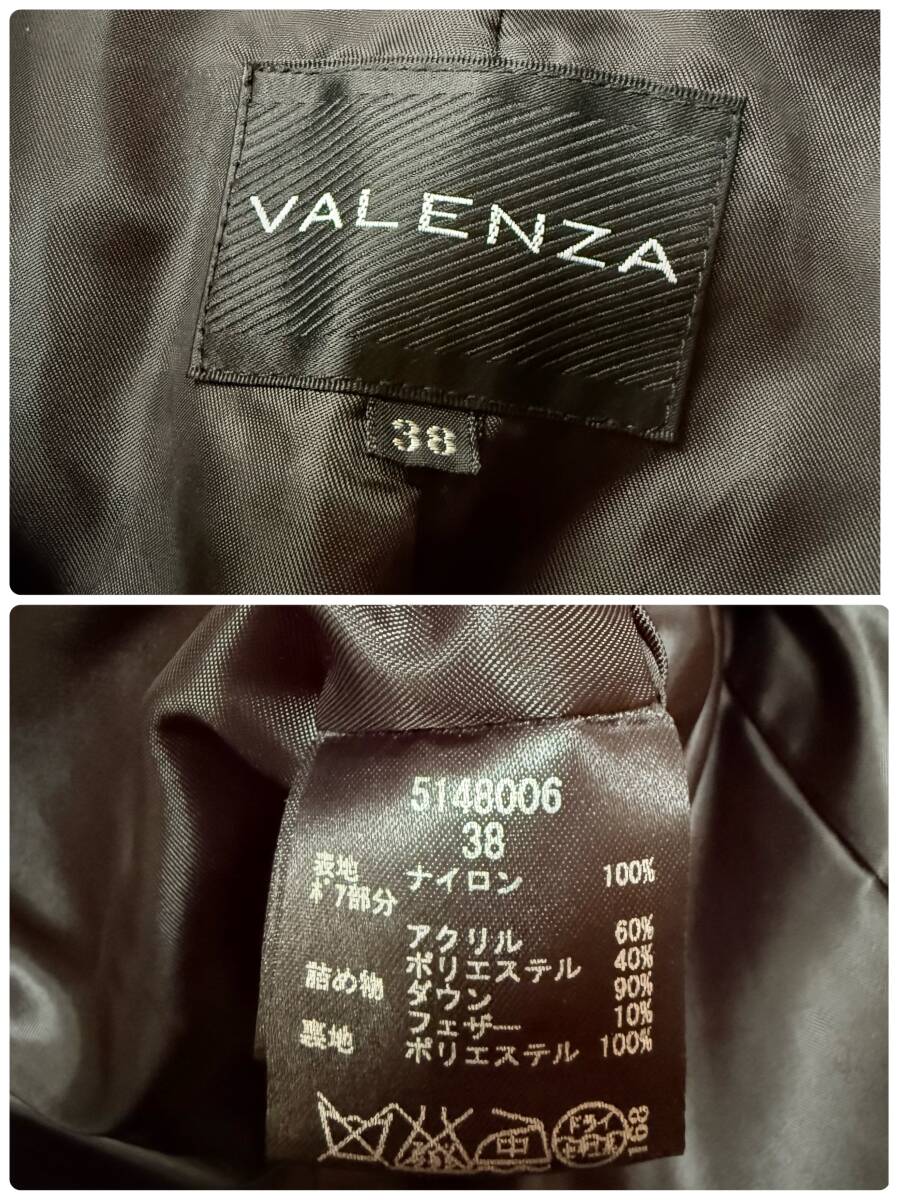 VALENZA
38
5148006
38
表地 ナイロン 100%
ボア部分
アクリル 60%
ポリエステル 40%
詰め物 ダウン 90%
フェザー 10%
裏地 ポリエステル 100%
中 ドライ
168